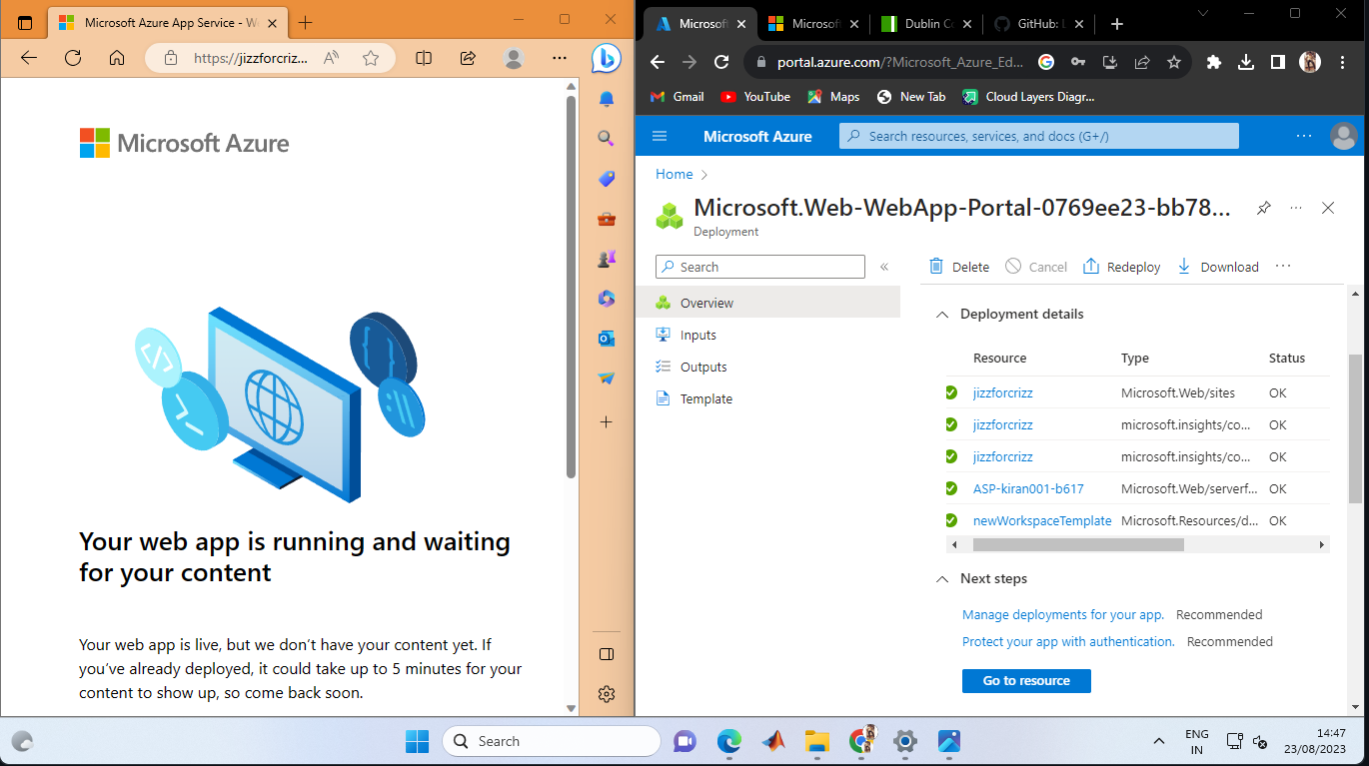 Microsoft Azure App Service - W
https://jizzforcriz...
Microsoft Azure
Your web app is running and waiting
for your content
Your web app is live, but we don’t have your content yet. If
you’ve already deployed, it could take up to 5 minutes for your
content to show up, so come back soon.
Microsof
Microsof
Dublin C
GitHub:
portal.azure.com/?Microsoft_Azure_Ed...
Gmail
YouTube
Maps
New Tab
Cloud Layers Diagr...
Microsoft Azure
Search resources, services, and docs (G+/)
Home
Microsoft.Web-WebApp-Portal-0769ee23-bb78...
Deployment
Search
Overview
Inputs
Outputs
Template
Delete
Cancel
Redeploy
Download
Deployment details
Resource Type Status
jizzforcrizz Microsoft.Web/sites OK
jizzforcrizz microsoft.insights/co... OK
jizzforcrizz microsoft.insights/co... OK
ASP-kiran001-b617 Microsoft.Web/serverf... OK
newWorkspaceTemplate Microsoft.Resources/d... OK
Next steps
Manage deployments for your app. Recommended
Protect your app with authentication. Recommended
Go to resource
Search
ENG
IN
14:47
23/08/2023